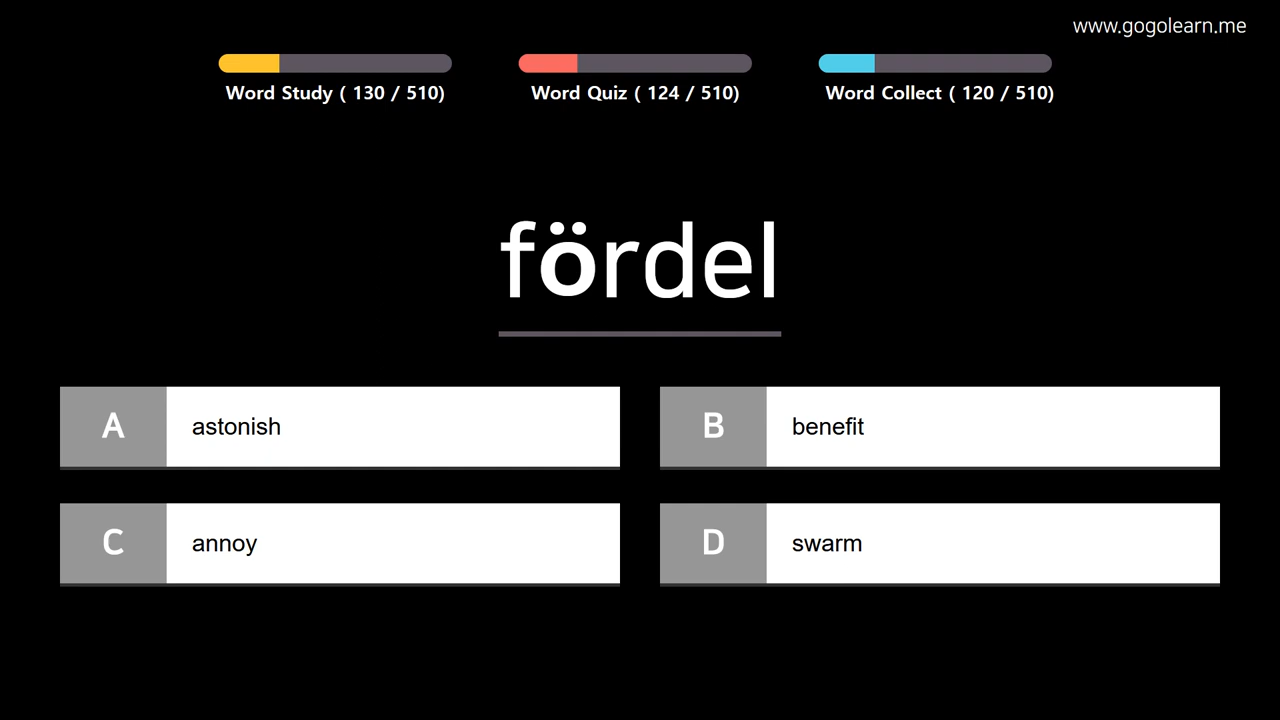 www.gogolearn.me
Word Study ( 130 / 510)
Word Quiz ( 124 / 510)
Word Collect ( 120 / 510)
fördel
A
astonish
B
benefit
C
annoy
D
swarm